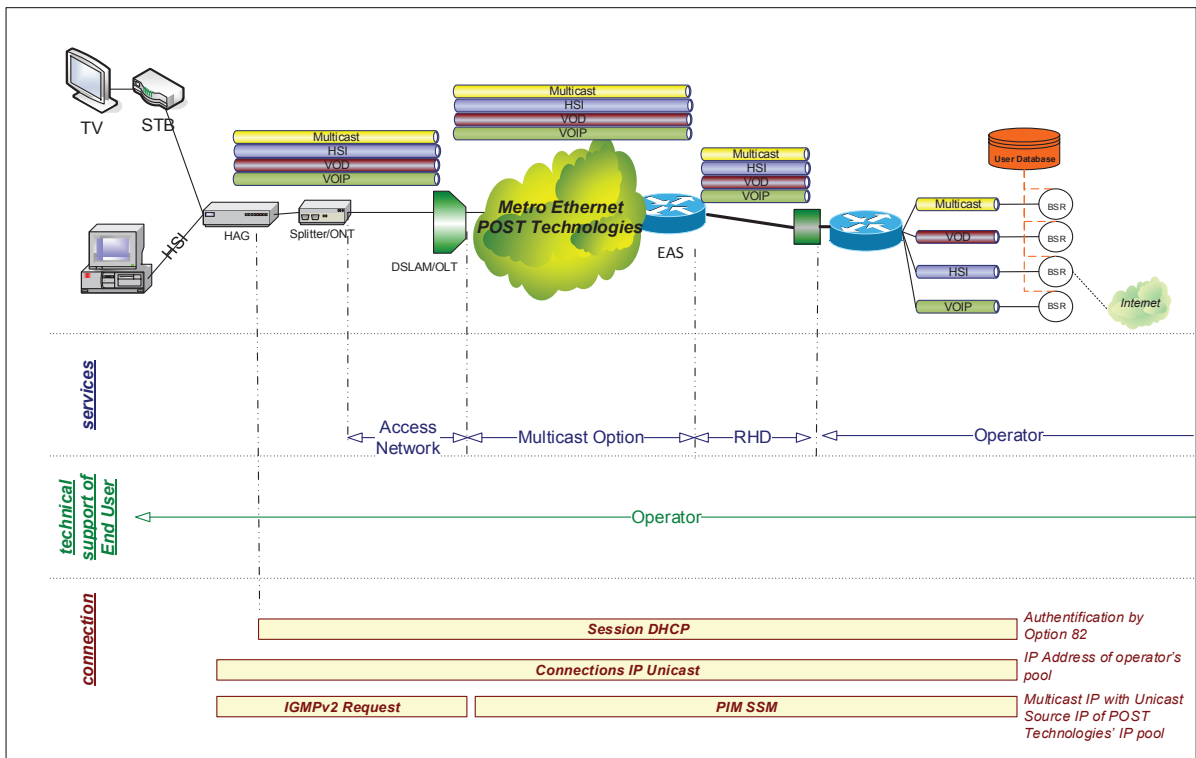 TV
STB
HSI
HAG
Splitter/ONT
Multicast
HSI
VOD
VOIP
DSLAM/OLT
Multicast
HSI
VOD
VOIP
Metro Ethernet
POST Technologies
EAS
Multicast
HSI
VOD
VOIP
User Database
Multicast
BSR
VOD
BSR
HSI
BSR
VOIP
BSR
Internet
services
Access
Network
Multicast Option
RHD
Operator
technical
support of
End User
Operator
connection
Session DHCP
Authentification by
Option 82
Connections IP Unicast
IP Address of operator's
pool
IGMPv2 Request
PIM SSM
Multicast IP with Unicast
Source IP of POST
Technologies' IP pool